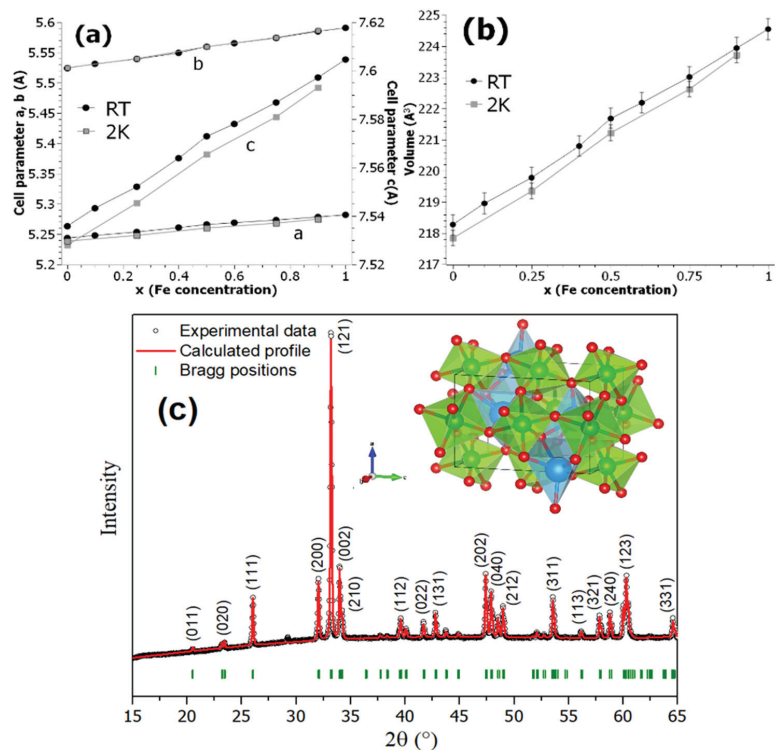 (a)
5.6
5.55
5.5
5.45
5.4
5.35
5.3
5.25
5.2
Cell parameter a, b (A)
7.62
7.6
7.58
7.56
7.54
7.52
Cell parameter c(A)
b
RT
2K
c
a
0 0.2 0.4 0.6 0.8 1
x (Fe concentration)
(b)
225
224
223
222
221
220
219
218
217
Volume (A³)
RT
2K
0 0.25 0.5 0.75 1
x (Fe concentration)
Experimental data
Calculated profile
Bragg positions
(c)
Intensity
a
b
c
(011)
(020)
(111)
(200)
(121)
(002)
(210)
(112)
(022)
(131)
(202)
(040)
(212)
(311)
(113)
(321)
(240)
(123)
(331)
15 20 25 30 35 40 45 50 55 60 65
2θ (°)